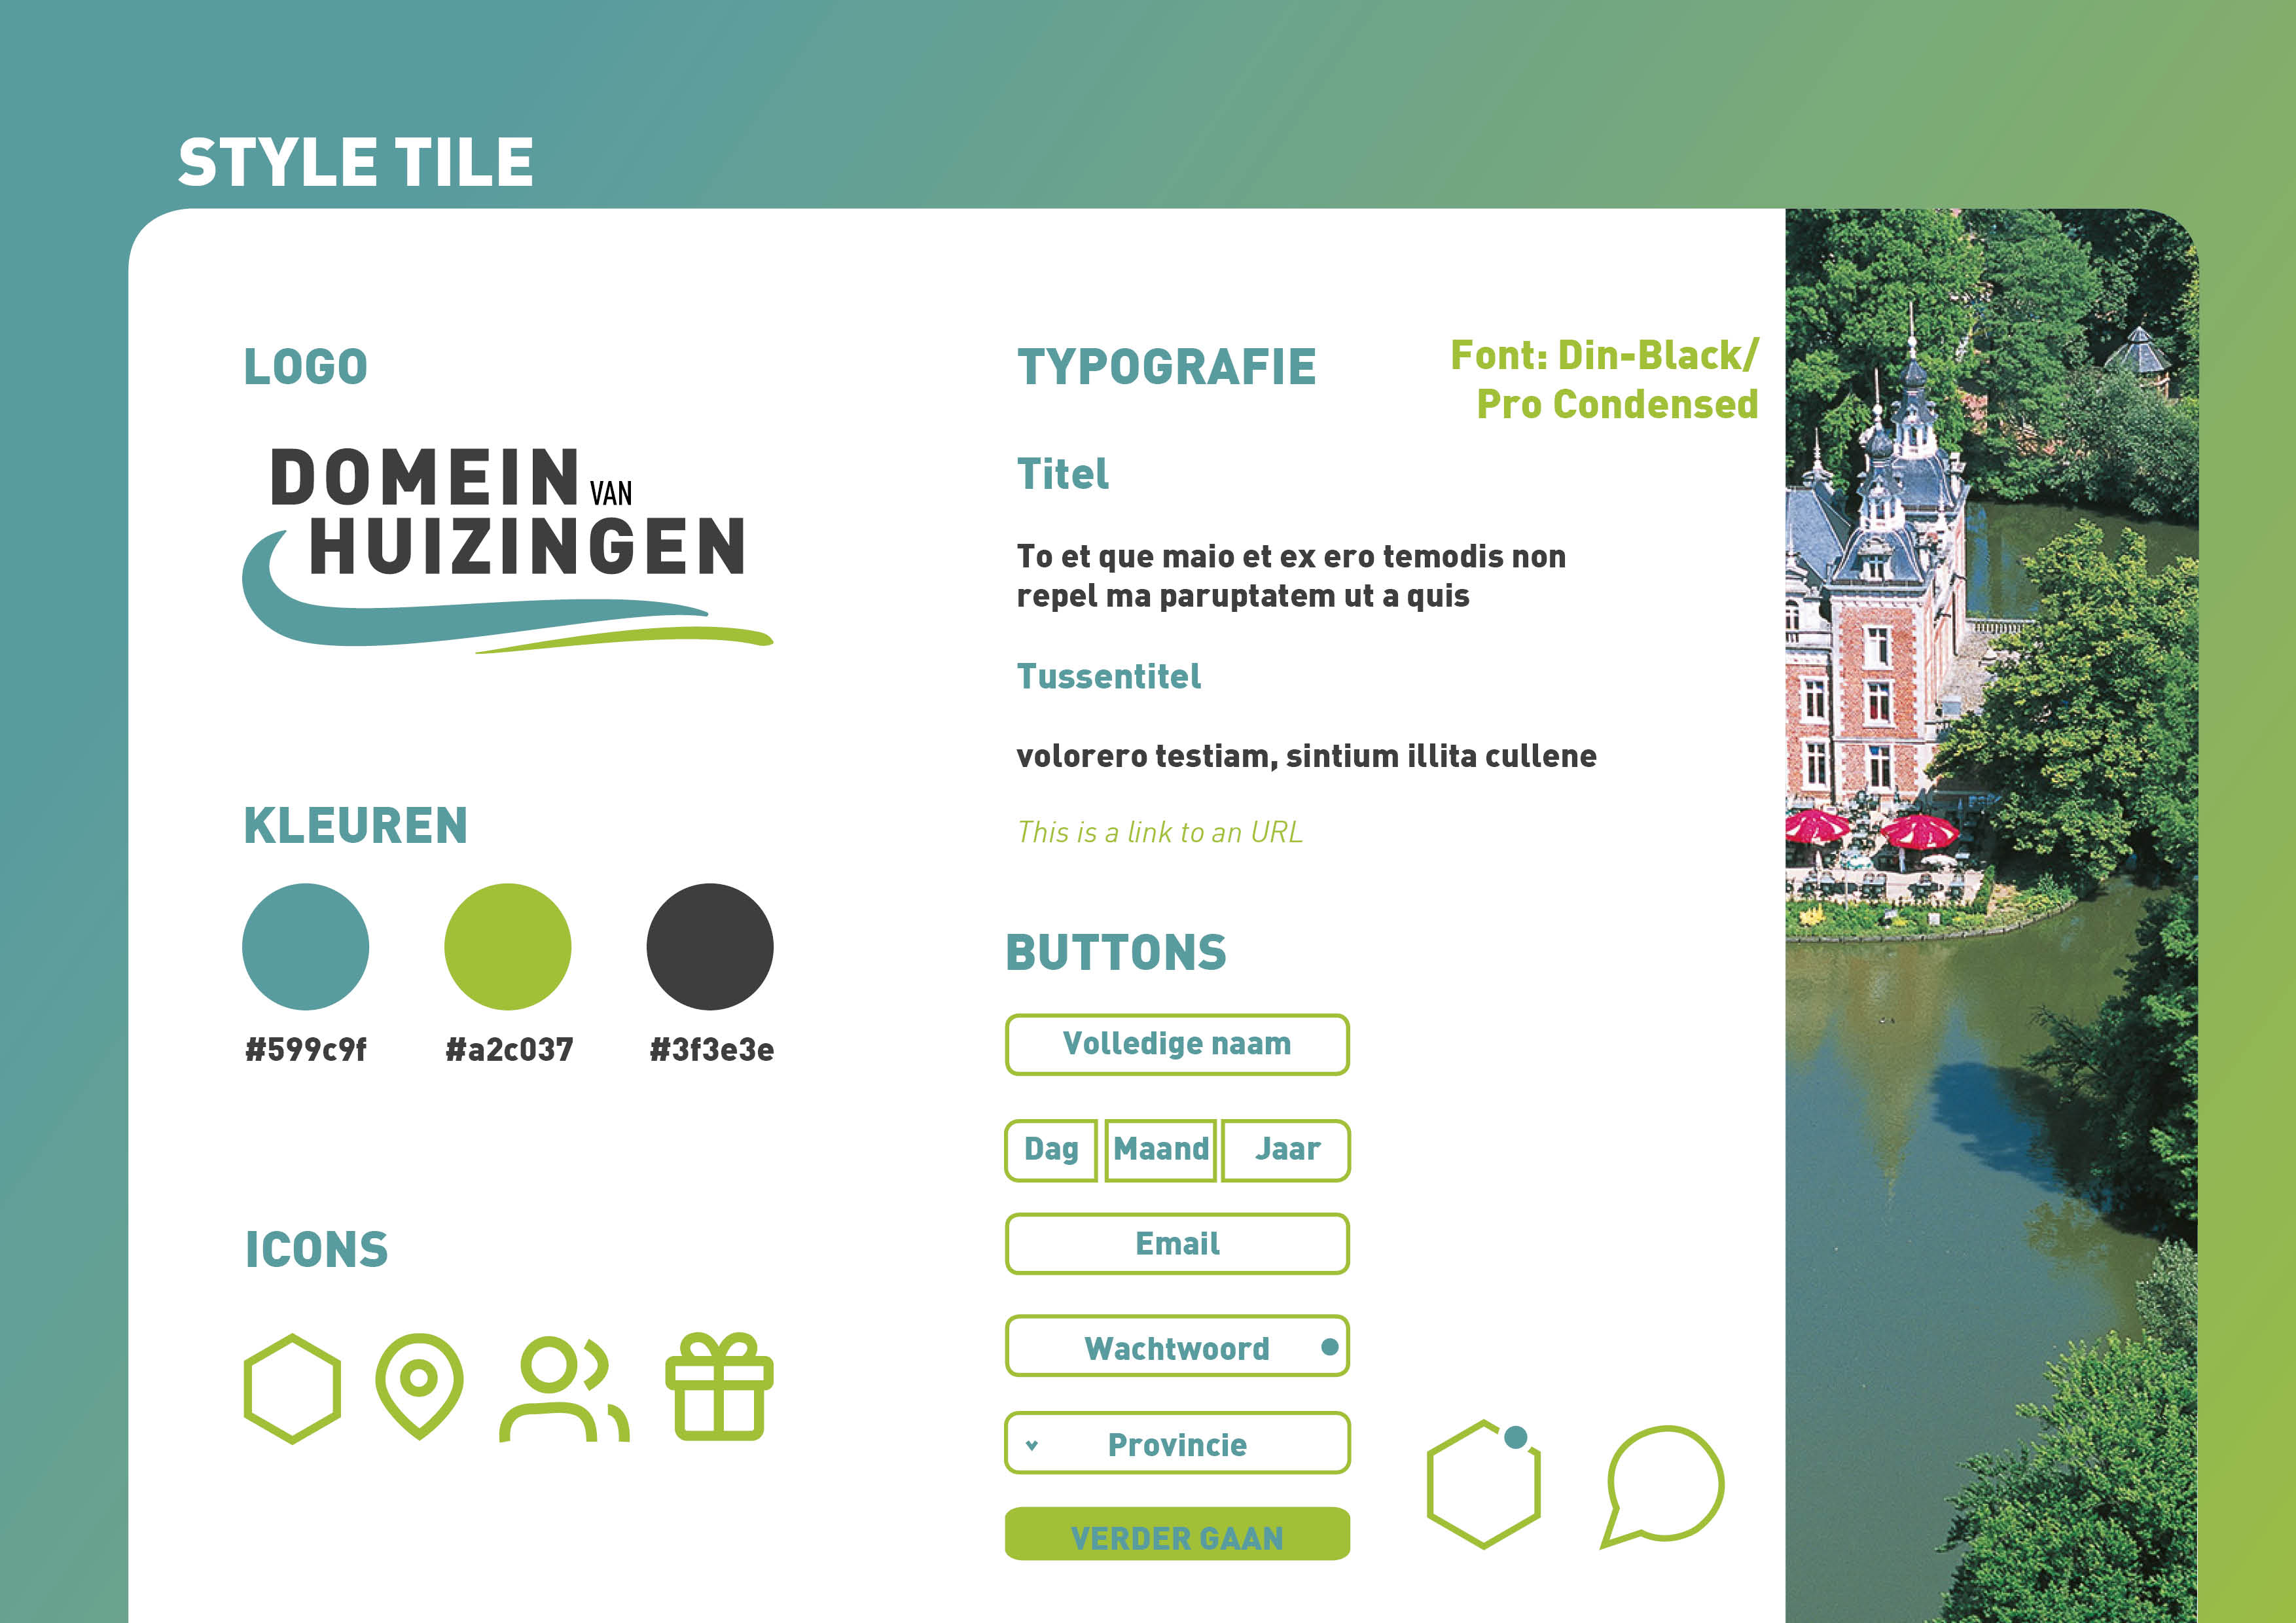 STYLE TILE
LOGO
DOMEIN VAN
HUIZINGEN
KLEUREN
#599c9f #a2c037 #3f3e3e
ICONS
TYPOGRAFIE
Font: Din-Black/
Pro Condensed
Titel
To et que maio et ex ero temodis non
repel ma paruptatem ut a quis
Tussentitel
volorero testiam, sintium illita cullene
This is a link to an URL
BUTTONS
Volledige naam
Dag Maand Jaar
Email
Wachtwoord
Provincie
VERDER GAAN